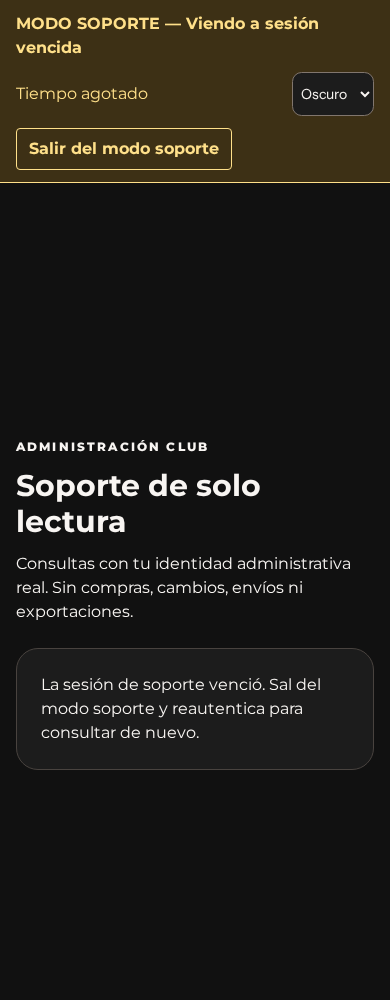 MODO SOPORTE — Viendo a sesión
vencida
Tiempo agotado
Oscuro
Salir del modo soporte
ADMINISTRACIÓN CLUB
Soporte de solo
lectura
Consultas con tu identidad administrativa
real. Sin compras, cambios, envíos ni
exportaciones.
La sesión de soporte venció. Sal del
modo soporte y reautentica para
consultar de nuevo.